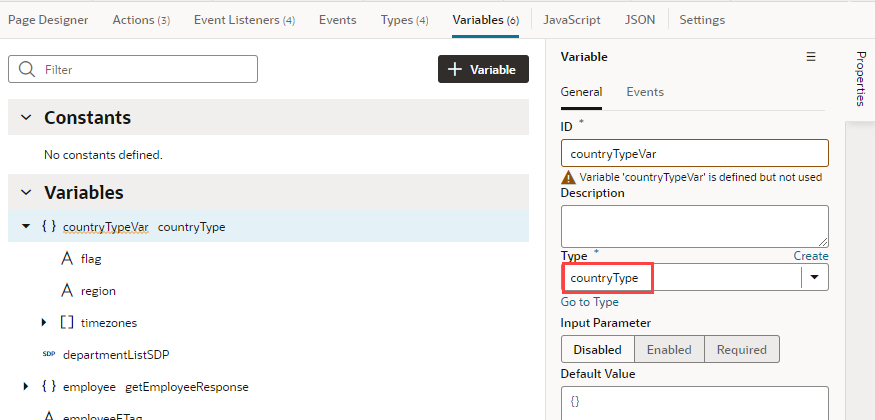 Page Designer Actions (3) Event Listeners (4) Events Types (4) Variables (6) JavaScript JSON Settings
Filter
+ Variable
Constants
No constants defined.
Variables
{ } countryTypeVar countryType
A flag
A region
[ ] timezones
SDP departmentListSDP
{ } employee getEmployeeResponse
A employeeETag
Variable
Properties
General Events
ID *
countryTypeVar
Variable 'countryTypeVar' is defined but not used
Description
Type * Create
countryType
Go to Type
Input Parameter
Disabled Enabled Required
Default Value
{}